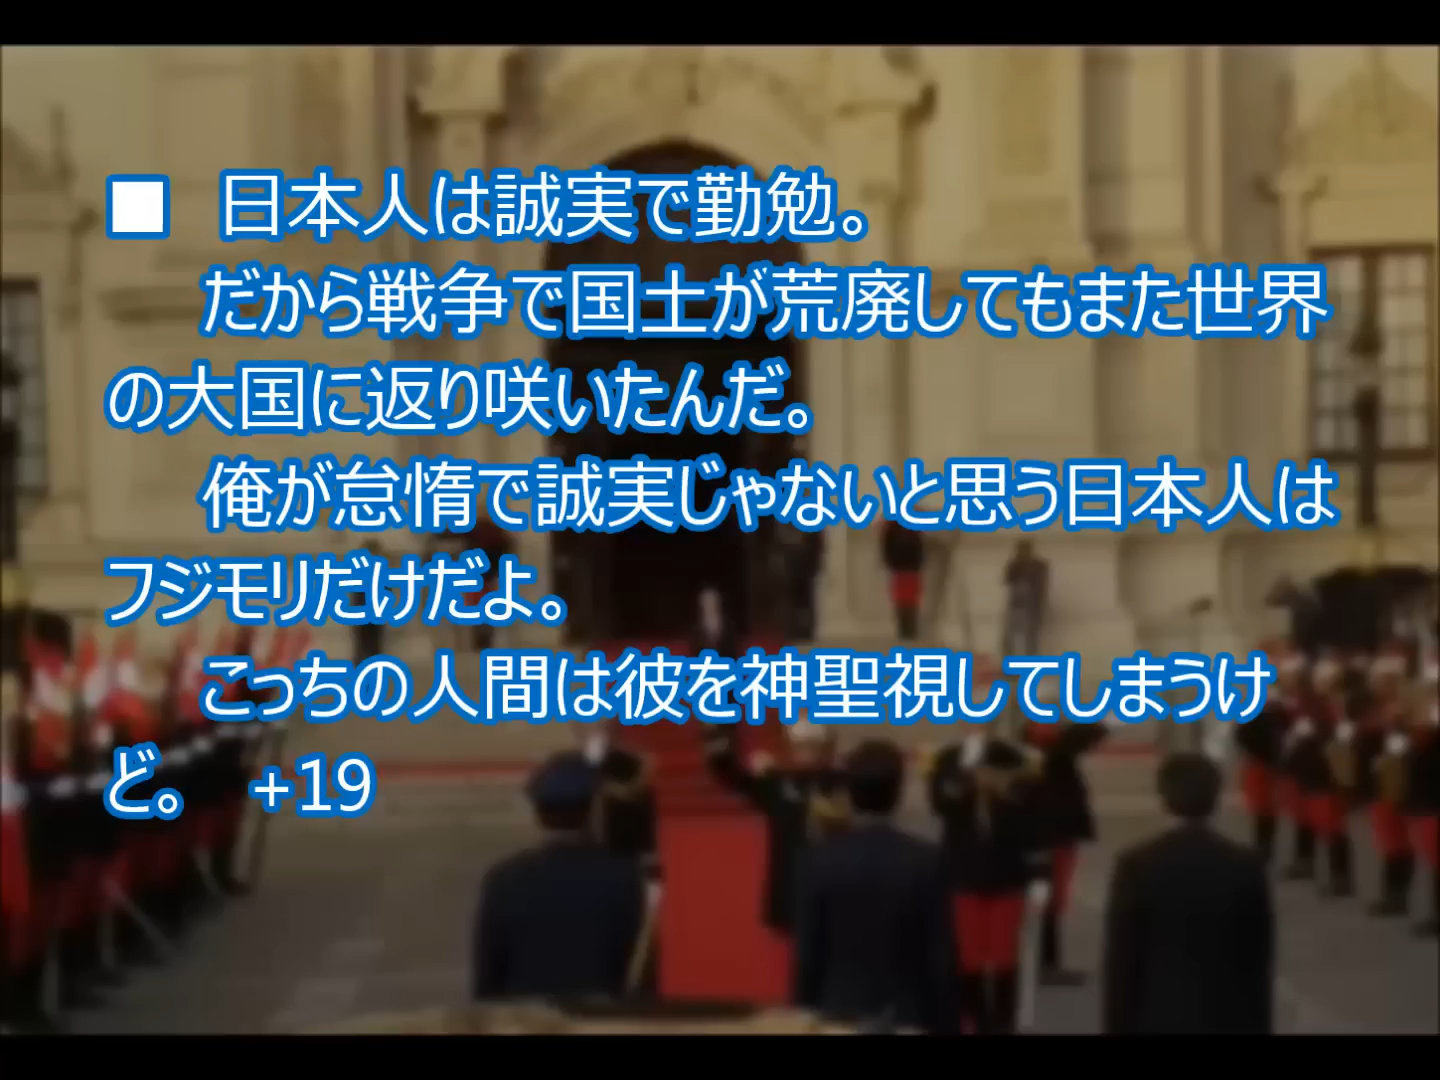 ■　日本人は誠実で勤勉。
だから戦争で国土が荒廃してもまた世界
の大国に返り咲いたんだ。
俺が怠惰で誠実じゃないと思う日本人は
フジモリだけだよ。
こっちの人間は彼を神聖視してしまうけ
ど。　+19